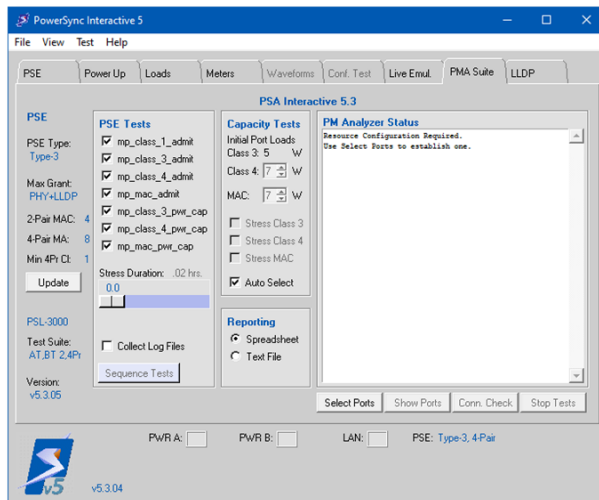 PowerSync Interactive 5
File View Test Help
PSE Power Up Loads Meters Waveforms Conf. Test Live Emul. PMA Suite LLDP
PSA Interactive 5.3
PSE
PSE Type:
Type-3
Max Grant:
PHY+LLDP
2-Pair MAC: 4
4-Pair MA: 8
Min 4Pr Cl: 1
Update
PSL-3000
Test Suite:
AT,BT 2,4Pr
Version:
v5.3.05
PSE Tests
mp_class_1_admit
mp_class_3_admit
mp_class_4_admit
mp_mac_admit
mp_class_3_pwr_cap
mp_class_4_pwr_cap
mp_mac_pwr_cap
Stress Duration: .02 hrs.
0.0
Collect Log Files
Sequence Tests
Capacity Tests
Initial Port Loads
Class 3: 5 W
Class 4: 7 W
MAC: 7 W
Stress Class 3
Stress Class 4
Stress MAC
Auto Select
Reporting
Spreadsheet
Text File
PM Analyzer Status
Resource Configuration Required.
Use Select Ports to establish one.
Select Ports Show Ports Conn. Check Stop Tests
PWR A: PWR B: LAN: PSE: Type-3, 4-Pair
v5
v5.3.04